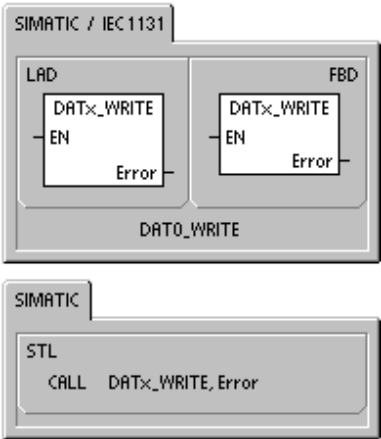 SIMATIC / IEC1131
LAD
FBD
DATx_WRITE
EN
Error
DATx_WRITE
EN
Error
DAT0_WRITE
SIMATIC
STL
CALL DATx_WRITE, Error